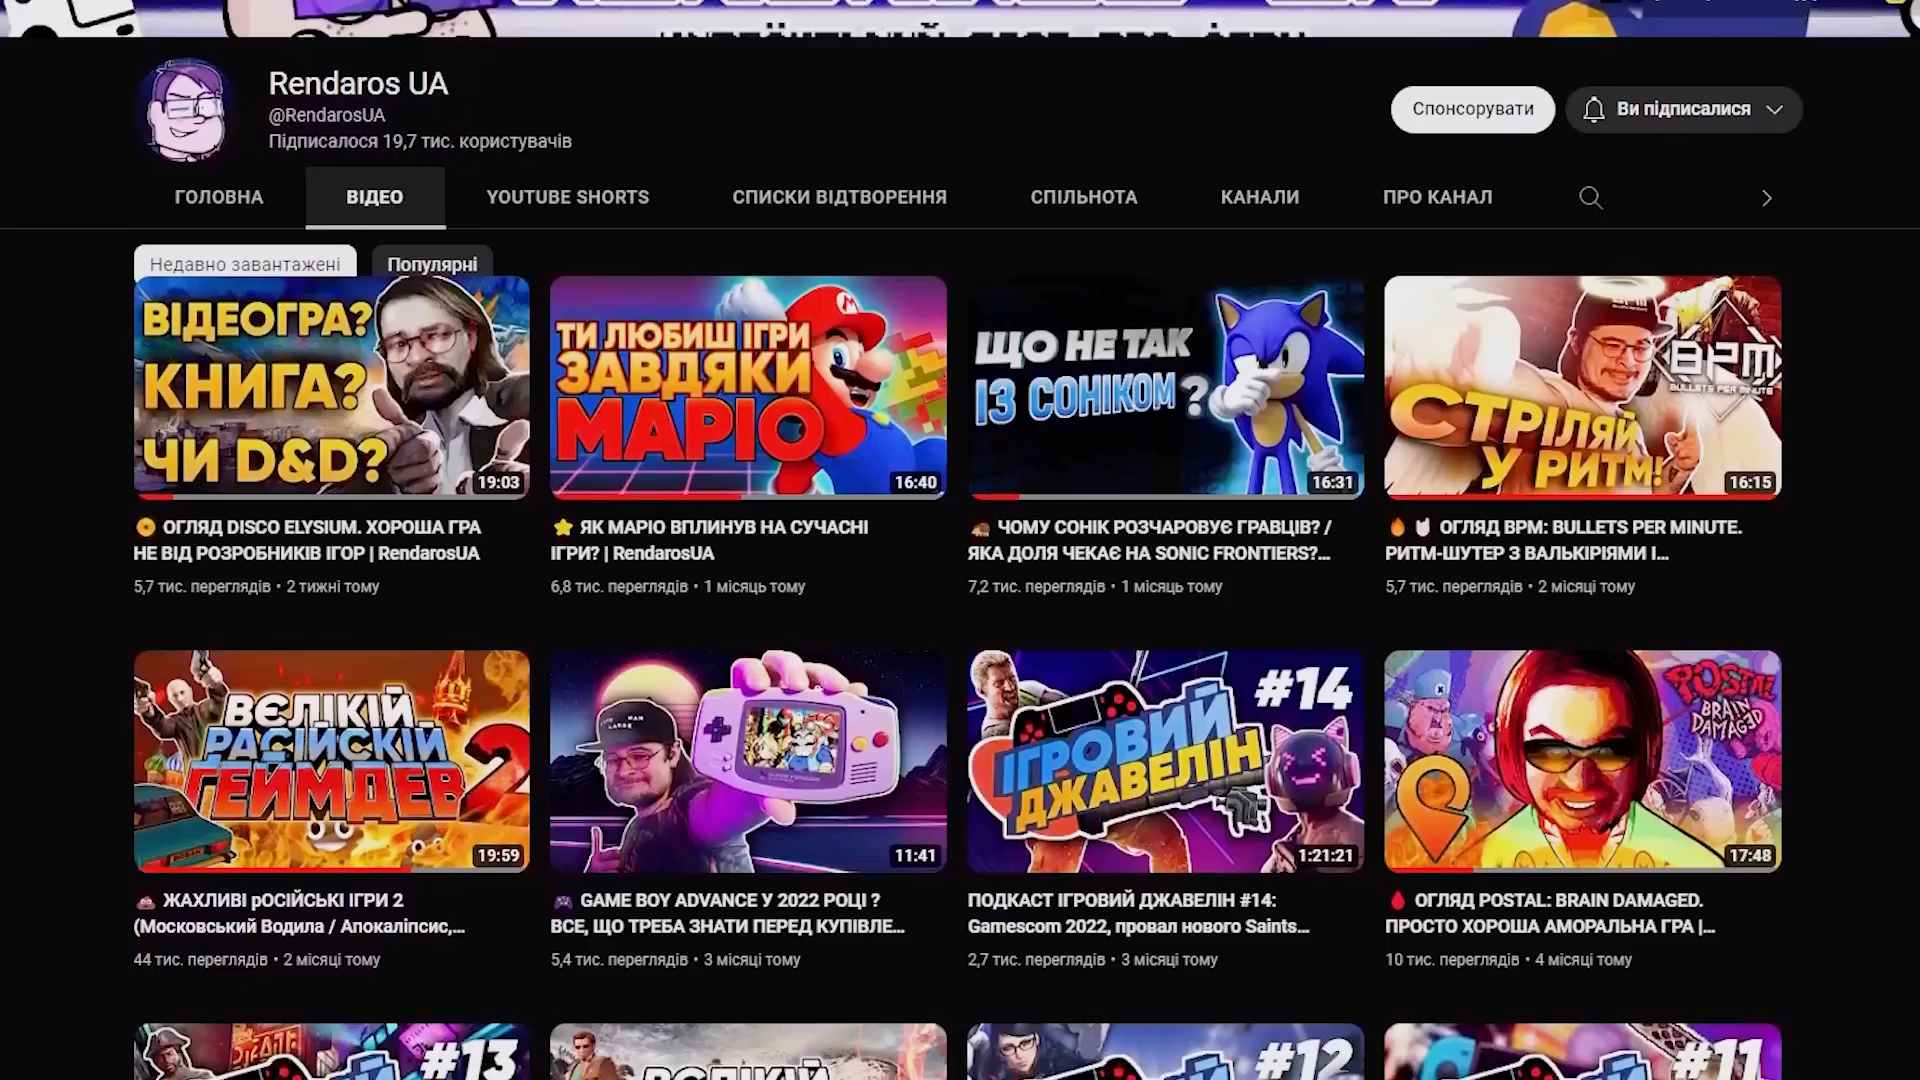 Rendaros UA
@RendarosUA
Підписалося 19,7 тис. користувачів
Спонсорувати
Ви підписалися
ГОЛОВНА
ВІДЕО
YOUTUBE SHORTS
СПИСКИ ВІДТВОРЕННЯ
СПІЛЬНОТА
КАНАЛИ
ПРО КАНАЛ
Недавно завантажені
Популярні
ВІДЕОГРА?
КНИГА?
ЧИ D&D?
19:03
ТИ ЛЮБИШ ІГРИ
ЗАВДЯКИ
МАРІО
16:40
ЩО НЕ ТАК
ІЗ СОНІКОМ?
16:31
BPM
BULLETS PER MINUTE
СТРІЛЯЙ
У РИТМ!
16:15
ОГЛЯД DISCO ELYSIUM. ХОРОША ГРА
НЕ ВІД РОЗРОБНИКІВ ІГОР | RendarosUA
5,7 тис. переглядів • 2 тижні тому
ЯК МАРІО ВПЛИНУВ НА СУЧАСНІ
ІГРИ? | RendarosUA
6,8 тис. переглядів • 1 місяць тому
ЧОМУ СОНІК РОЗЧАРОВУЄ ГРАВЦІВ? /
ЯКА ДОЛЯ ЧЕКАЄ НА SONIC FRONTIERS?...
7,2 тис. переглядів • 1 місяць тому
ОГЛЯД BPM: BULLETS PER MINUTE.
РИТМ-ШУТЕР З ВАЛЬКІРІЯМИ І...
5,7 тис. переглядів • 2 місяці тому
ВЄЛІКІЙ
РАСІЙСКІЙ
ГЕЙМДЕВ 2
19:59
11:41
#14
ІГРОВИЙ
ДЖАВЕЛІН
1:21:21
POSTAL
BRAIN
DAMAGED
17:48
ЖАХЛИВІ рОСІЙСЬКІ ІГРИ 2
(Московський Водила / Апокаліпсис,...
44 тис. переглядів • 2 місяці тому
GAME BOY ADVANCE У 2022 РОЦІ ?
ВСЕ, ЩО ТРЕБА ЗНАТИ ПЕРЕД КУПІВЛЕ...
5,4 тис. переглядів • 3 місяці тому
ПОДКАСТ ІГРОВИЙ ДЖАВЕЛІН #14:
Gamescom 2022, провал нового Saints...
2,7 тис. переглядів • 3 місяці тому
ОГЛЯД POSTAL: BRAIN DAMAGED.
ПРОСТО ХОРОША АМОРАЛЬНА ГРА |...
10 тис. переглядів • 4 місяці тому
#13
#12
#11